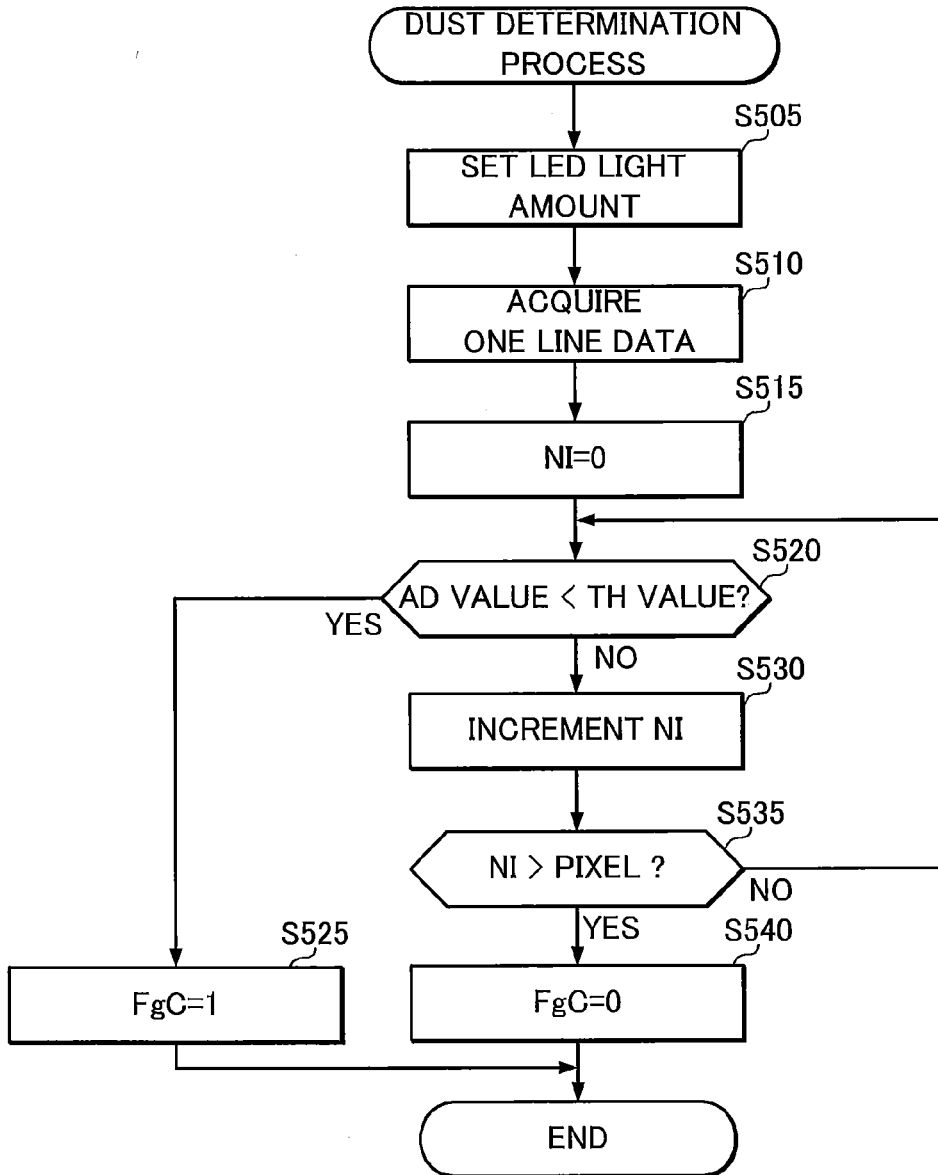 DUST DETERMINATION
PROCESS
S505
SET LED LIGHT
AMOUNT
S510
ACQUIRE
ONE LINE DATA
S515
NI=0
S520
AD VALUE < TH VALUE?
YES
NO
S530
INCREMENT NI
S535
NI > PIXEL ?
NO
YES
S525
S540
FgC=1
FgC=0
END